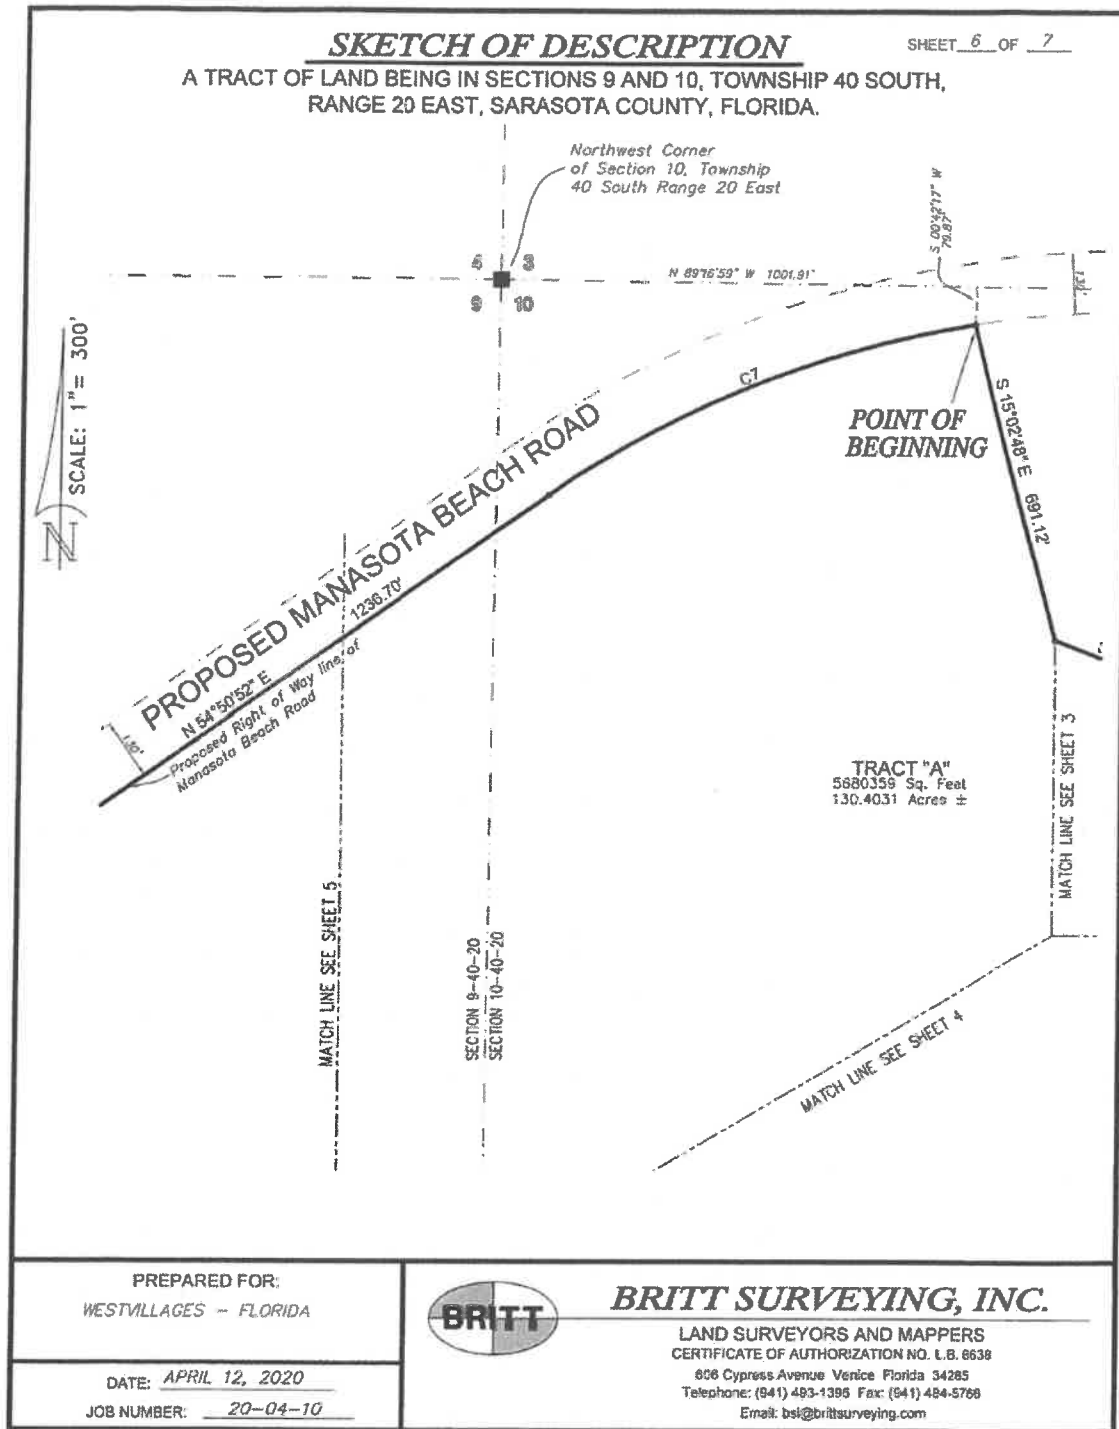 SKETCH OF DESCRIPTION
SHEET 6 OF 7
A TRACT OF LAND BEING IN SECTIONS 9 AND 10, TOWNSHIP 40 SOUTH,
RANGE 20 EAST, SARASOTA COUNTY, FLORIDA.
Northwest Corner
of Section 10, Township
40 South Range 20 East
S 00°42'17" W
79.87'
N 89°16'59" W 1001.91'
9
10
SCALE: 1"= 300'
N
C7
POINT OF
BEGINNING
S 15°02'48" E 691.12'
PROPOSED MANASOTA BEACH ROAD
1236.70'
N 54°50'52" E
Proposed Right of Way line of
Manasota Beach Road
130'
TRACT "A"
5680359 Sq. Feet
130.4031 Acres ±
MATCH LINE SEE SHEET 3
MATCH LINE SEE SHEET 5
SECTION 9-40-20
SECTION 10-40-20
MATCH LINE SEE SHEET 4
PREPARED FOR:
WESTVILLAGES - FLORIDA
DATE: APRIL 12, 2020
JOB NUMBER: 20-04-10
BRITT
BRITT SURVEYING, INC.
LAND SURVEYORS AND MAPPERS
CERTIFICATE OF AUTHORIZATION NO. L.B. 6638
606 Cypress Avenue Venice Florida 34285
Telephone: (941) 493-1396 Fax: (941) 484-5766
Email: bsi@brittsurveying.com